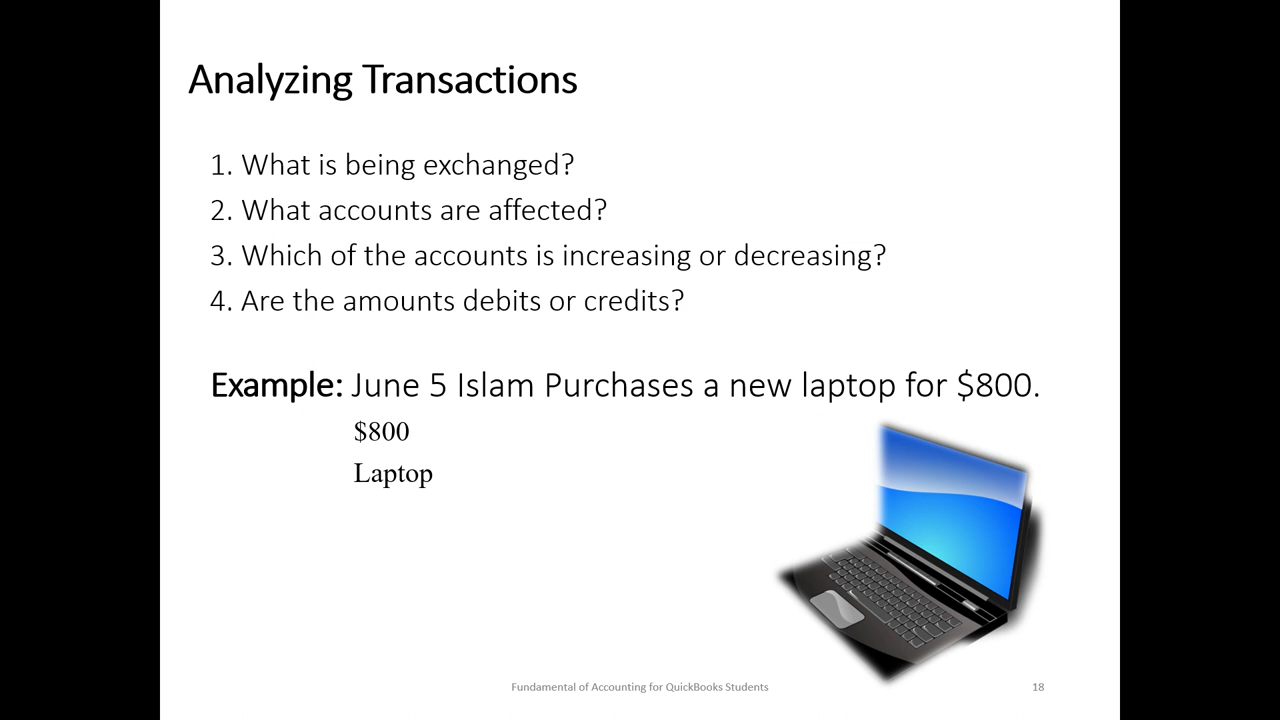 Analyzing Transactions
1. What is being exchanged?
2. What accounts are affected?
3. Which of the accounts is increasing or decreasing?
4. Are the amounts debits or credits?
Example: June 5 Islam Purchases a new laptop for $800.
$800
Laptop
Fundamental of Accounting for QuickBooks Students
18